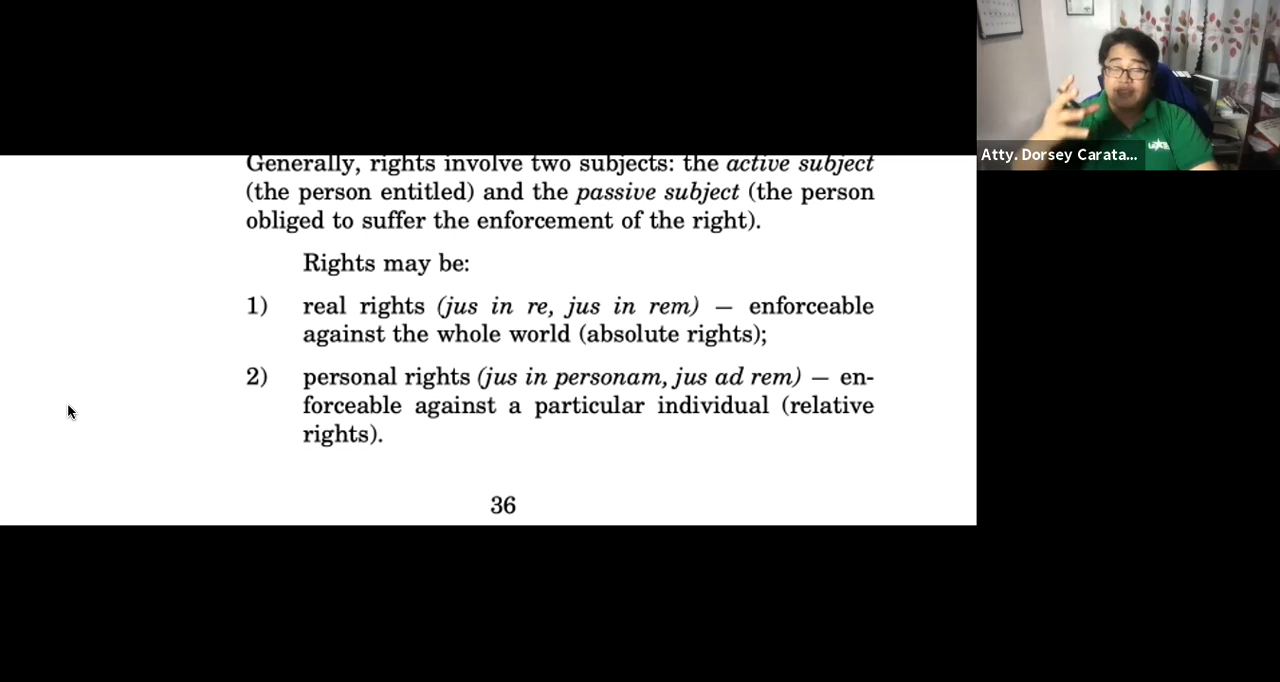 Generally, rights involve two subjects: the active subject
(the person entitled) and the passive subject (the person
obliged to suffer the enforcement of the right).
Rights may be:
1) real rights (jus in re, jus in rem) — enforceable
against the whole world (absolute rights);
2) personal rights (jus in personam, jus ad rem) — en-
forceable against a particular individual (relative
rights).
36
Atty. Dorsey Carata...